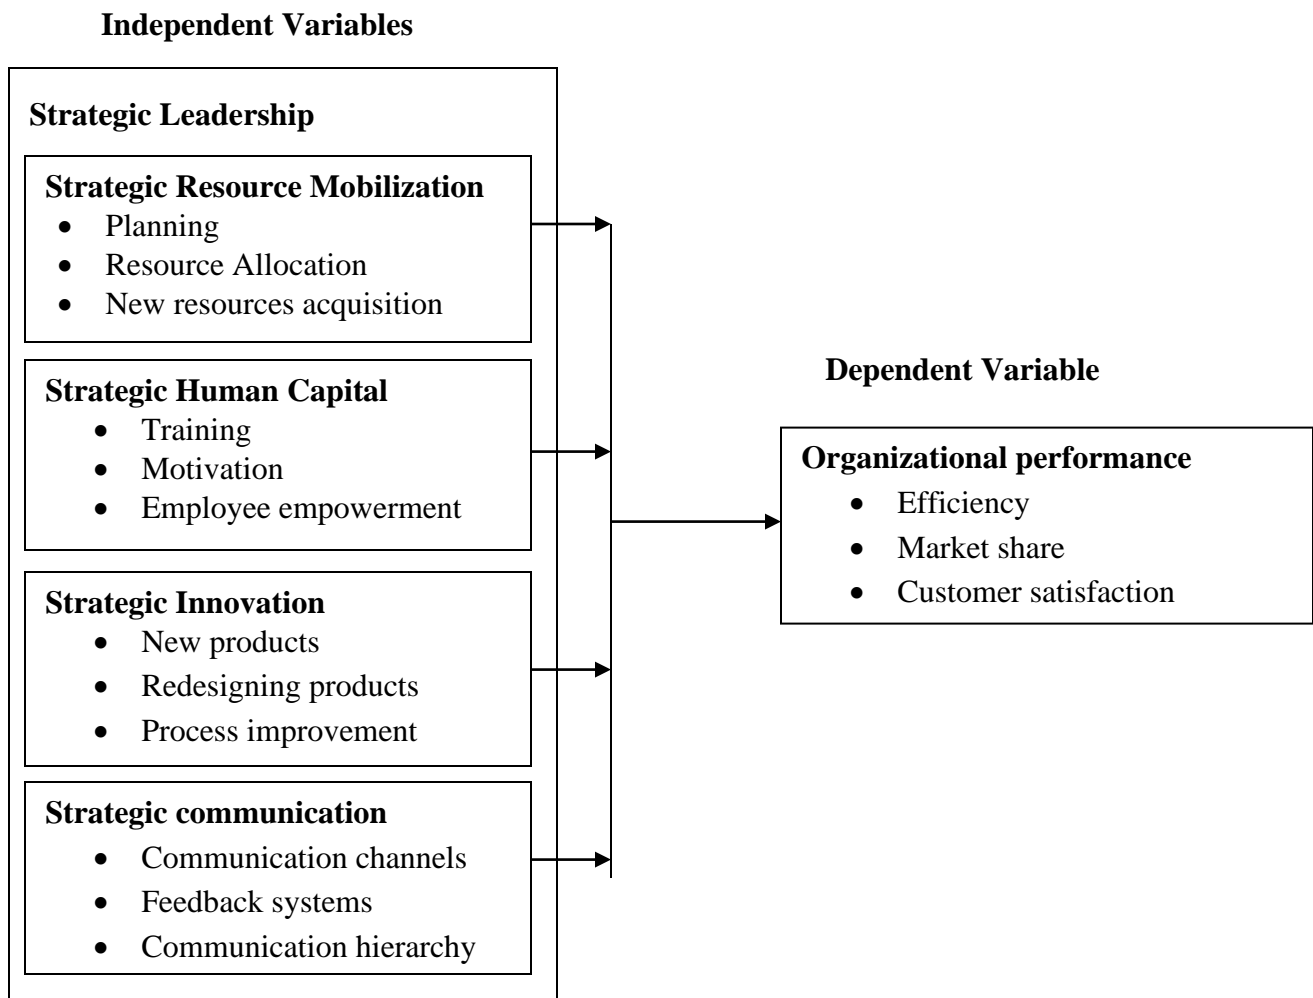 Independent Variables
Strategic Leadership
Strategic Resource Mobilization
• Planning
• Resource Allocation
• New resources acquisition
Strategic Human Capital
• Training
• Motivation
• Employee empowerment
Strategic Innovation
• New products
• Redesigning products
• Process improvement
Strategic communication
• Communication channels
• Feedback systems
• Communication hierarchy
Dependent Variable
Organizational performance
• Efficiency
• Market share
• Customer satisfaction